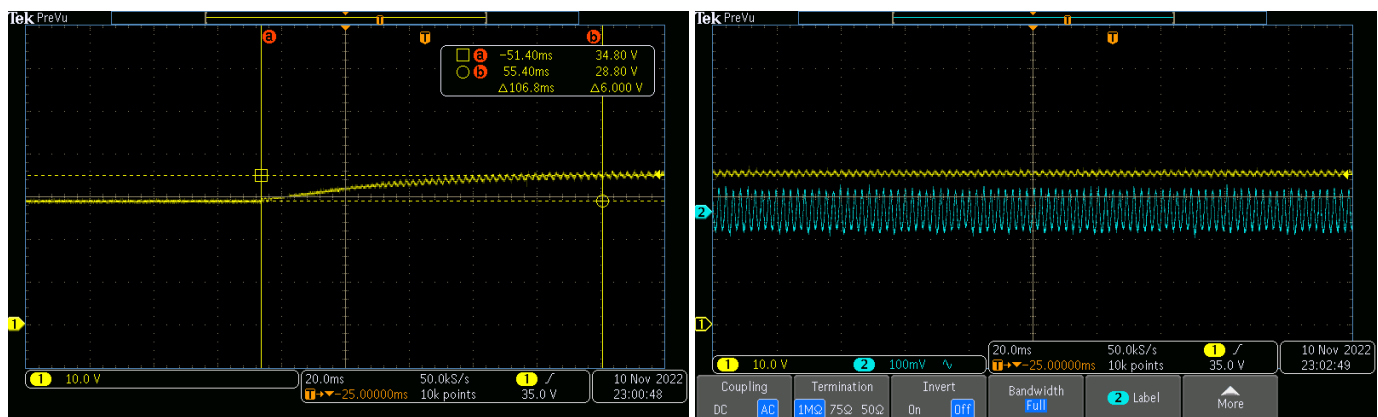 Tek PreVu
T
a b
T
a −51.40ms 34.80 V
b 55.40ms 28.80 V
△106.8ms △6.000 V
1
1 10.0 V
20.0ms 50.0kS/s 1 /
T→▼−25.00000ms 10k points 35.0 V
10 Nov 2022
23:00:48
Tek PreVu
T
T
2
1
1 10.0 V 2 100mV ∿
20.0ms 50.0kS/s 1 /
T→▼−25.00000ms 10k points 35.0 V
10 Nov 2022
23:02:49
Coupling
DC AC
Termination
1MΩ 75Ω 50Ω
Invert
On Off
Bandwidth
Full
2 Label
More